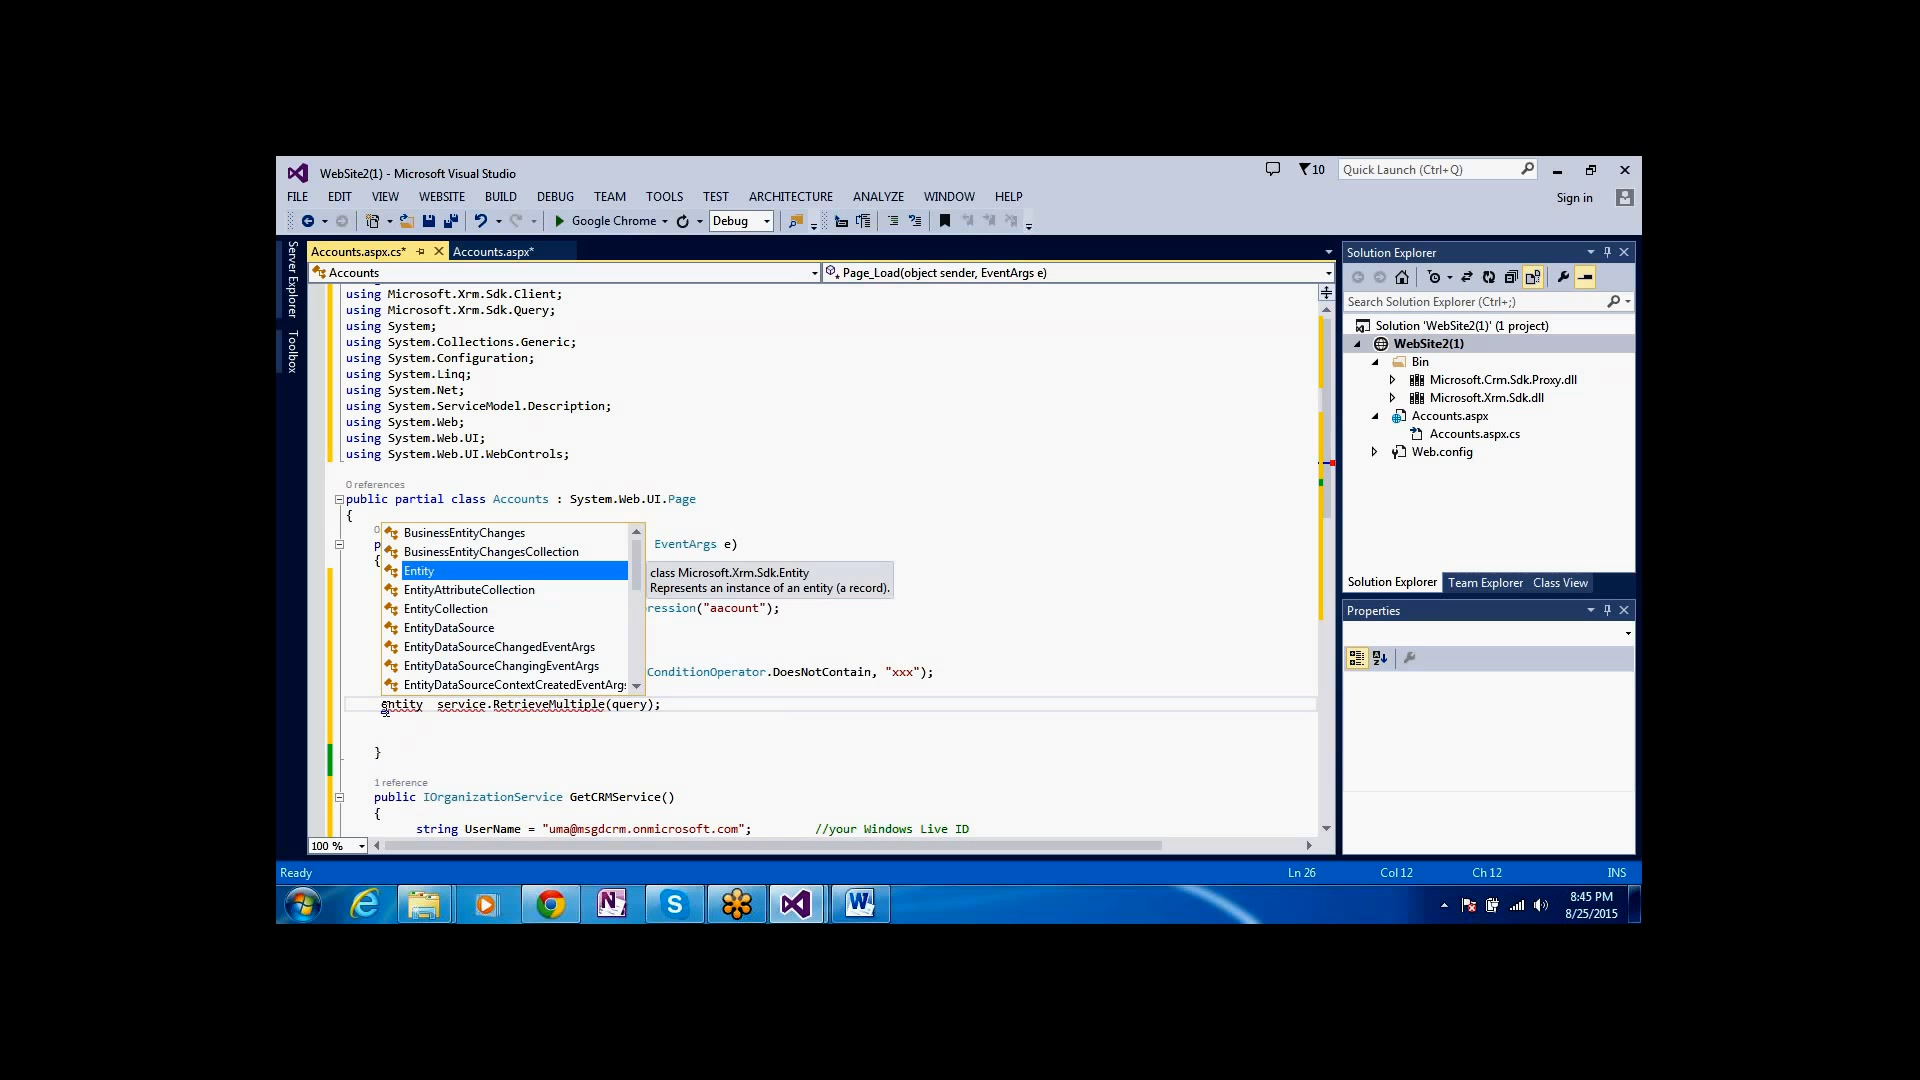 WebSite2(1) - Microsoft Visual Studio
10
Quick Launch (Ctrl+Q)
FILE EDIT VIEW WEBSITE BUILD DEBUG TEAM TOOLS TEST ARCHITECTURE ANALYZE WINDOW HELP
Sign in
Google Chrome Debug
Server Explorer
Toolbox
Accounts.aspx.cs* Accounts.aspx*
Accounts Page_Load(object sender, EventArgs e)
using Microsoft.Xrm.Sdk.Client;
using Microsoft.Xrm.Sdk.Query;
using System;
using System.Collections.Generic;
using System.Configuration;
using System.Linq;
using System.Net;
using System.ServiceModel.Description;
using System.Web;
using System.Web.UI;
using System.Web.UI.WebControls;
0 references
public partial class Accounts : System.Web.UI.Page
{
0
p EventArgs e)
{
ression("aacount");
ConditionOperator.DoesNotContain, "xxx");
BusinessEntityChanges
BusinessEntityChangesCollection
Entity
EntityAttributeCollection
EntityCollection
EntityDataSource
EntityDataSourceChangedEventArgs
EntityDataSourceChangingEventArgs
EntityDataSourceContextCreatedEventArgs
class Microsoft.Xrm.Sdk.Entity
Represents an instance of an entity (a record).
entity service.RetrieveMultiple(query);
}
1 reference
public IOrganizationService GetCRMService()
{
string UserName = "uma@msgdcrm.onmicrosoft.com"; //your Windows Live ID
100 %
Solution Explorer
Search Solution Explorer (Ctrl+;)
Solution 'WebSite2(1)' (1 project)
WebSite2(1)
Bin
Microsoft.Crm.Sdk.Proxy.dll
Microsoft.Xrm.Sdk.dll
Accounts.aspx
Accounts.aspx.cs
Web.config
Solution Explorer Team Explorer Class View
Properties
Ready Ln 26 Col 12 Ch 12 INS
8:45 PM
8/25/2015